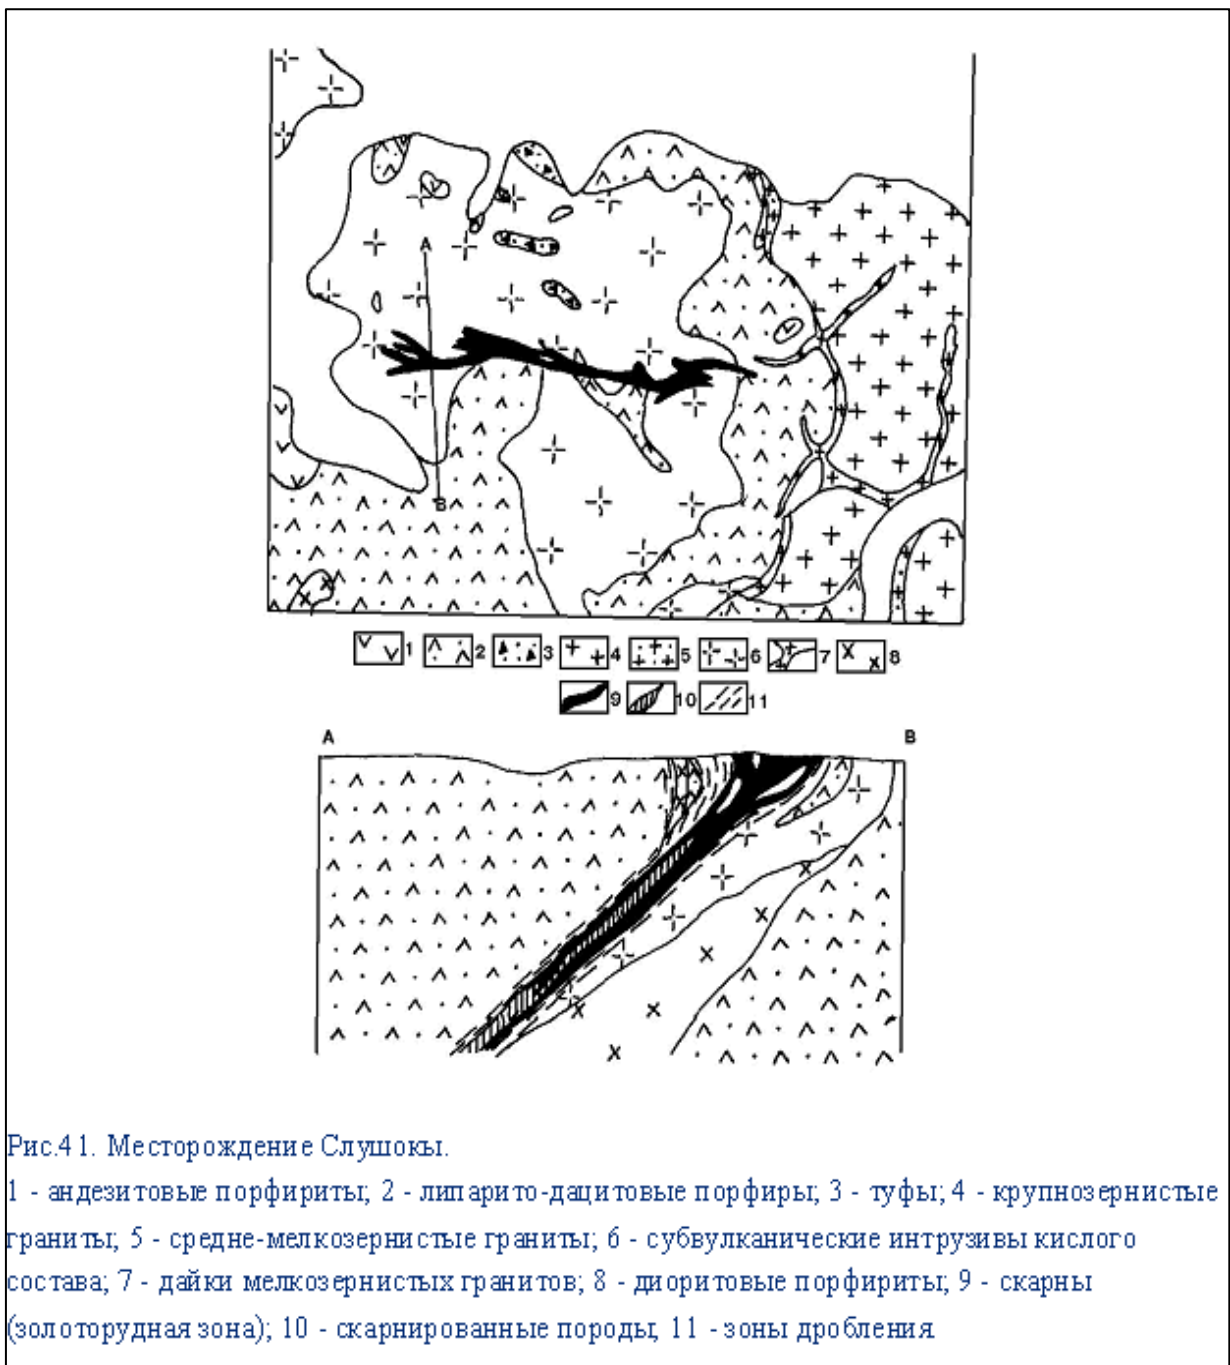 A
B
1 2 3 4 5 6 7 8
9 10 11
A B
Рис.41. Месторождение Слушокы.
1 - андезитовые порфириты; 2 - липарито-дацитовые порфиры; 3 - туфы; 4 - крупнозернистые
граниты; 5 - средне-мелкозернистые граниты; 6 - субвулканические интрузивы кислого
состава; 7 - дайки мелкозернистых гранитов; 8 - диоритовые порфириты; 9 - скарны
(золоторудная зона); 10 - скарнированные породы, 11 - зоны дробления